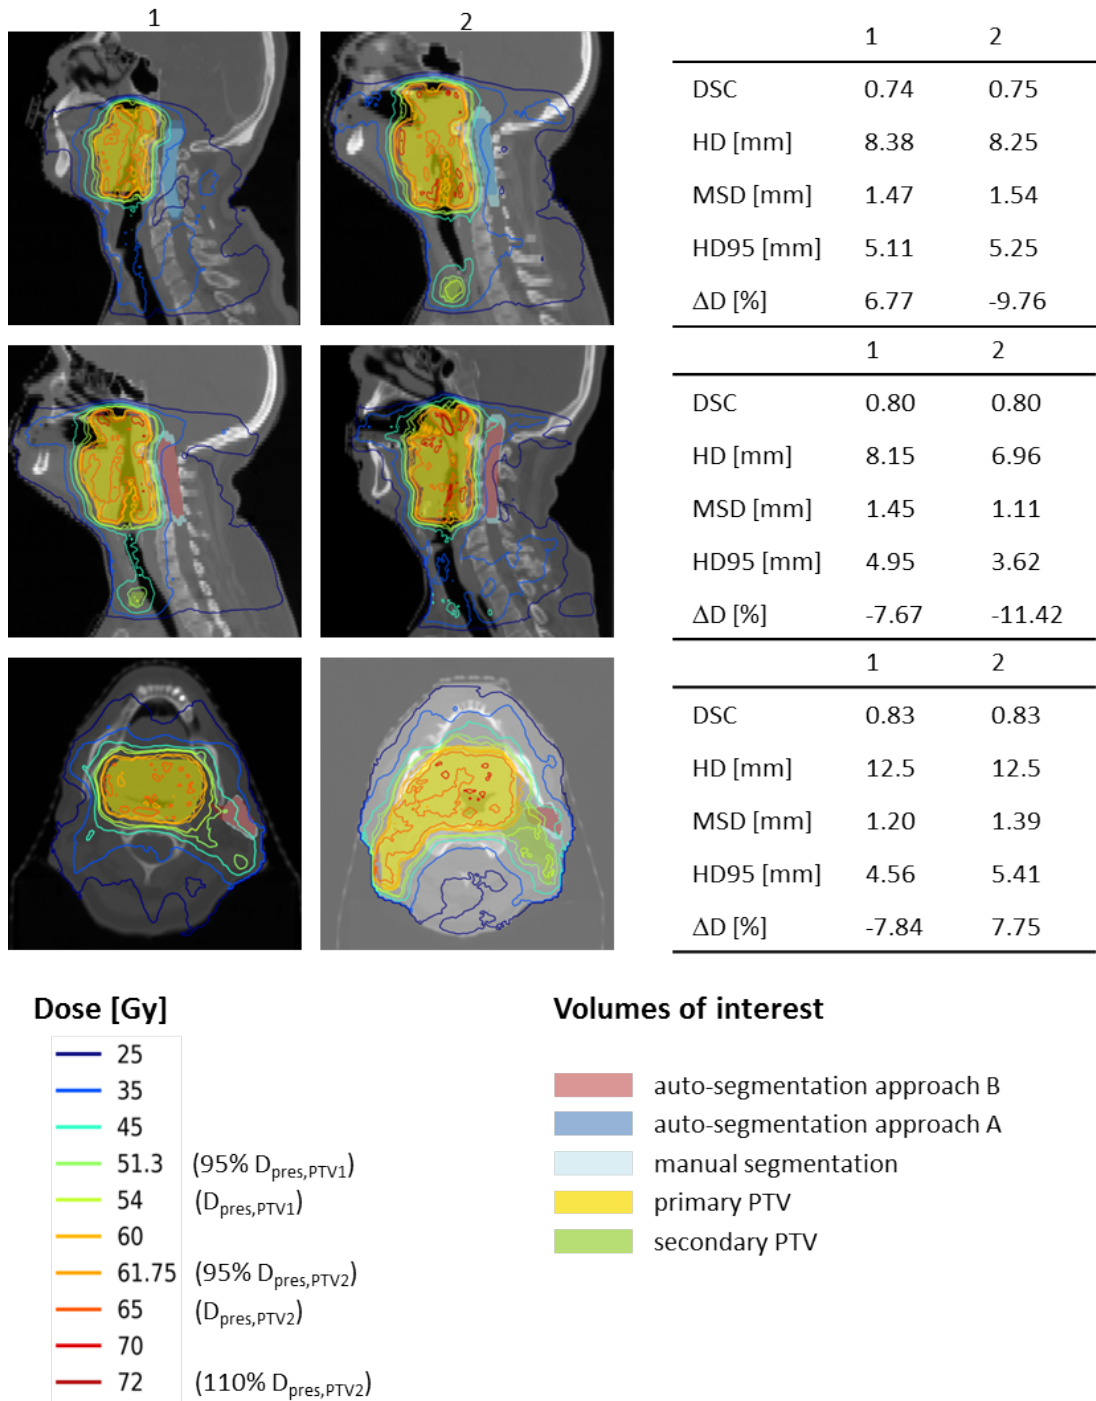 1 2
1 2
DSC 0.74 0.75
HD [mm] 8.38 8.25
MSD [mm] 1.47 1.54
HD95 [mm] 5.11 5.25
ΔD [%] 6.77 -9.76
1 2
DSC 0.80 0.80
HD [mm] 8.15 6.96
MSD [mm] 1.45 1.11
HD95 [mm] 4.95 3.62
ΔD [%] -7.67 -11.42
1 2
DSC 0.83 0.83
HD [mm] 12.5 12.5
MSD [mm] 1.20 1.39
HD95 [mm] 4.56 5.41
ΔD [%] -7.84 7.75
Dose [Gy]
25
35
45
51.3 (95% Dpres,PTV1)
54 (Dpres,PTV1)
60
61.75 (95% Dpres,PTV2)
65 (Dpres,PTV2)
70
72 (110% Dpres,PTV2)
Volumes of interest
auto-segmentation approach B
auto-segmentation approach A
manual segmentation
primary PTV
secondary PTV